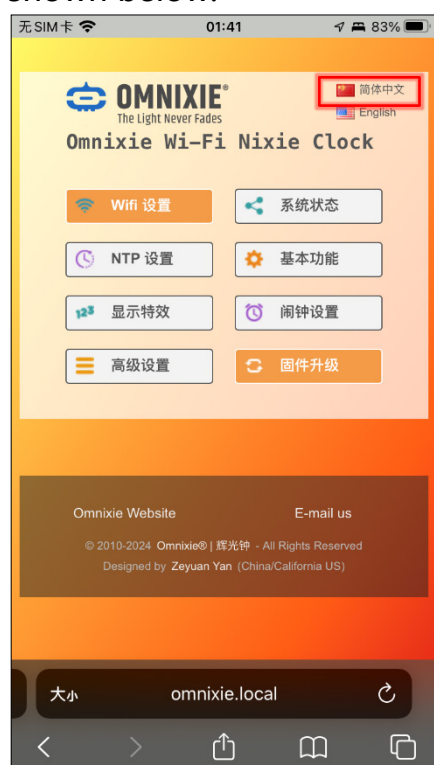 无SIM卡 01:41 83%
OMNIXIE®
The Light Never Fades
简体中文
English
Omnixie Wi-Fi Nixie Clock
Wifi 设置
系统状态
NTP 设置
基本功能
123 显示特效
闹钟设置
高级设置
固件升级
Omnixie Website
E-mail us
© 2010-2024 Omnixie® | 辉光钟 - All Rights Reserved
Designed by Zeyuan Yan (China/California US)
大小 omnixie.local